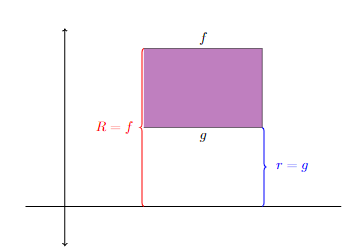 f
R = f
g
r = g